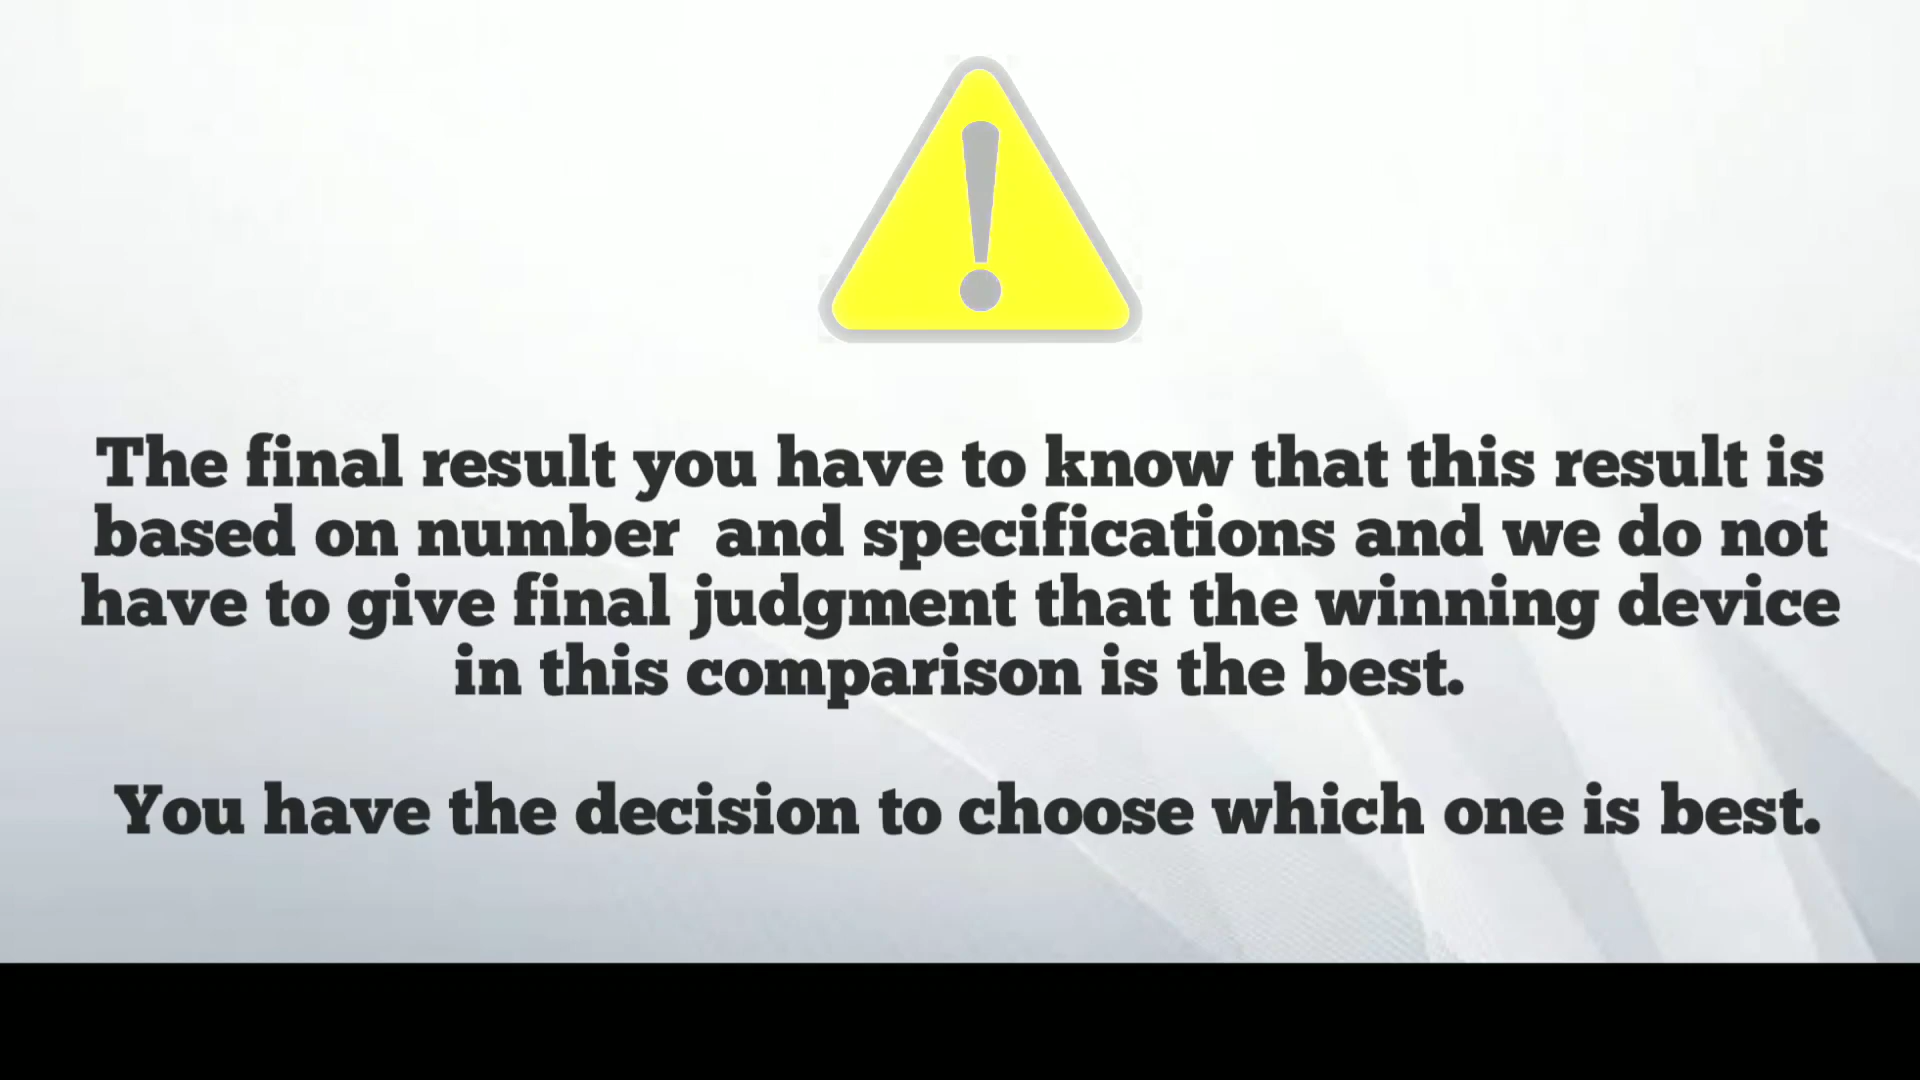 The final result you have to know that this result is
based on number  and specifications and we do not
have to give final judgment that the winning device
in this comparison is the best.
You have the decision to choose which one is best.